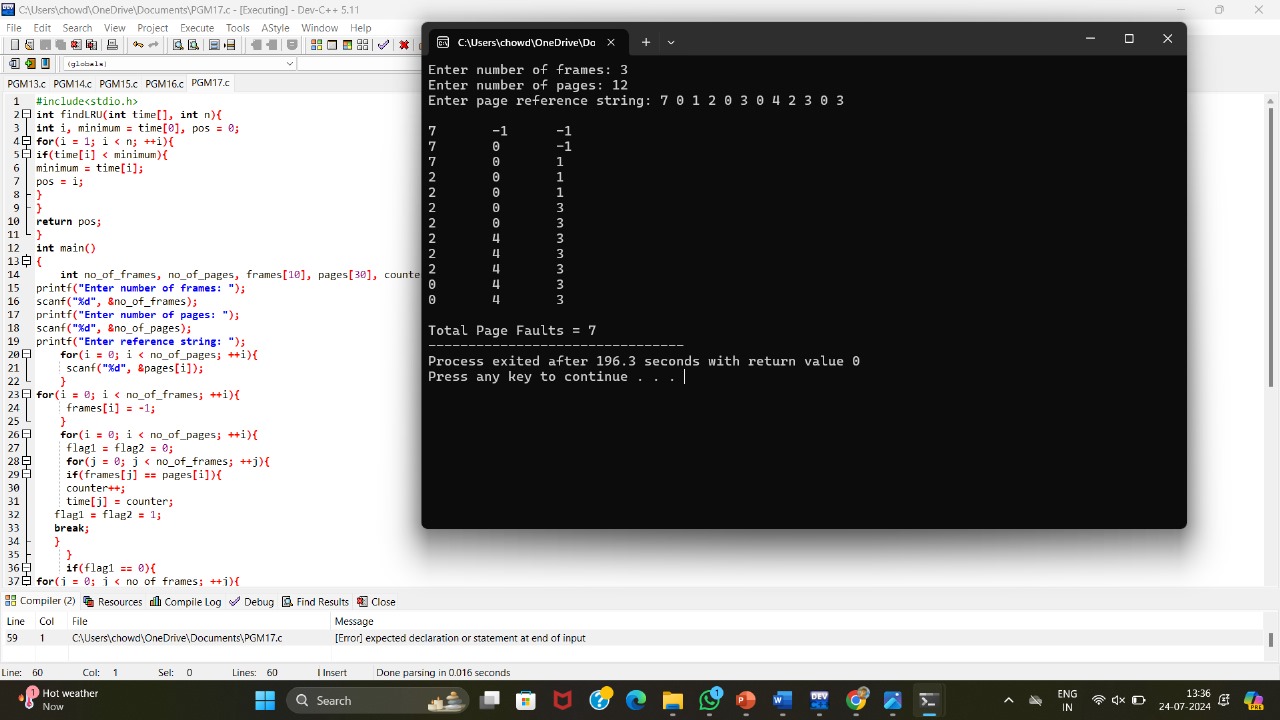 C:\Users\chowd\OneDrive\Documents\PGM17.c - [Executing] - Dev-C++ 5.11
File Edit Search View Project Execute Tools AStyle Window Help
(globals)
PGM13.c PGM14.c PGM15.c PGM16.c PGM17.c
1 #include<stdio.h>
2 int findLRU(int time[], int n){
3 int i, minimum = time[0], pos = 0;
4 for(i = 1; i < n; ++i){
5 if(time[i] < minimum){
6 minimum = time[i];
7 pos = i;
8 }
9 }
10 return pos;
11 }
12 int main()
13 {
14 int no_of_frames, no_of_pages, frames[10], pages[30], counte
15 printf("Enter number of frames: ");
16 scanf("%d", &no_of_frames);
17 printf("Enter number of pages: ");
18 scanf("%d", &no_of_pages);
19 printf("Enter reference string: ");
20 for(i = 0; i < no_of_pages; ++i){
21 scanf("%d", &pages[i]);
22 }
23 for(i = 0; i < no_of_frames; ++i){
24 frames[i] = -1;
25 }
26 for(i = 0; i < no_of_pages; ++i){
27 flag1 = flag2 = 0;
28 for(j = 0; j < no_of_frames; ++j){
29 if(frames[j] == pages[i]){
30 counter++;
31 time[j] = counter;
32 flag1 = flag2 = 1;
33 break;
34 }
35 }
36 if(flag1 == 0){
37 for(j = 0; j < no_of_frames; ++j){
C:\Users\chowd\OneDrive\Do
Enter number of frames: 3
Enter number of pages: 12
Enter page reference string: 7 0 1 2 0 3 0 4 2 3 0 3
7 -1 -1
7 0 -1
7 0 1
2 0 1
2 0 1
2 0 3
2 0 3
2 4 3
2 4 3
2 4 3
0 4 3
0 4 3
Total Page Faults = 7
--------------------------------
Process exited after 196.3 seconds with return value 0
Press any key to continue . . .
Compiler (2) Resources Compile Log Debug Find Results Close
Line Col File Message
59 1 C:\Users\chowd\OneDrive\Documents\PGM17.c [Error] expected declaration or statement at end of input
Line: 60 Col: 1 Sel: 0 Lines: 60 Insert Done parsing in 0.016 seconds
1 Hot weather
Now
Search
1
ENG
IN
13:36
24-07-2024